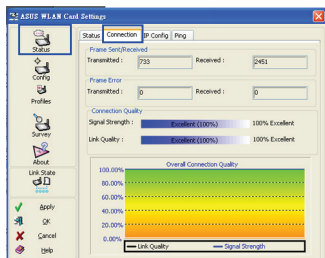 ASUS WLAN Card Settings
Status Connection IP Config Ping
Status
Config
Profiles
Survey
About
Link State
Apply
OK
Cancel
Help
Frame Sent/Received
Transmitted : 733 Received : 2451
Frame Error
Transmitted : 0 Received : 0
Connection Quality
Signal Strength : Excellent (100%) 100% Excellent
Link Quality : Excellent (100%) 100% Excellent
Overall Connection Quality
100.00%
80.00%
60.00%
40.00%
20.00%
0.00%
Link Quality Signal Strength